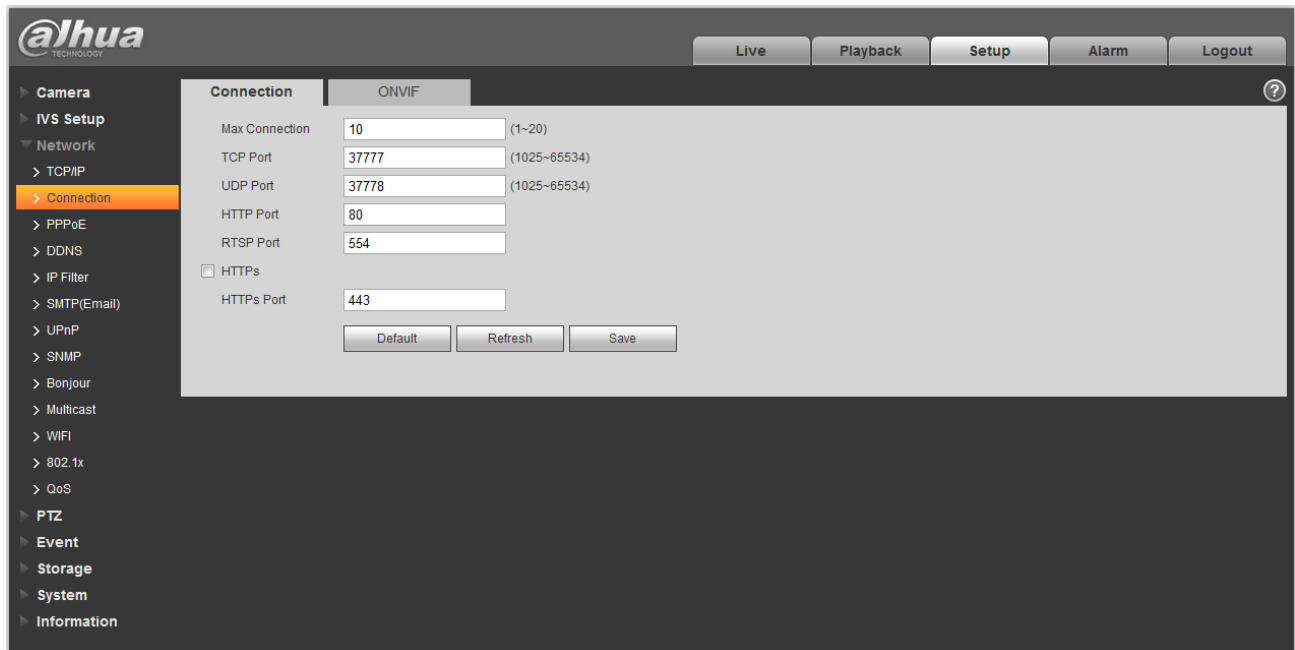 alhua
TECHNOLOGY
Live Playback Setup Alarm Logout
Camera
IVS Setup
Network
TCP/IP
Connection
PPPoE
DDNS
IP Filter
SMTP(Email)
UPnP
SNMP
Bonjour
Multicast
WIFI
802.1x
QoS
PTZ
Event
Storage
System
Information
Connection ONVIF ?
Max Connection 10 (1~20)
TCP Port 37777 (1025~65534)
UDP Port 37778 (1025~65534)
HTTP Port 80
RTSP Port 554
HTTPs
HTTPs Port 443
Default Refresh Save